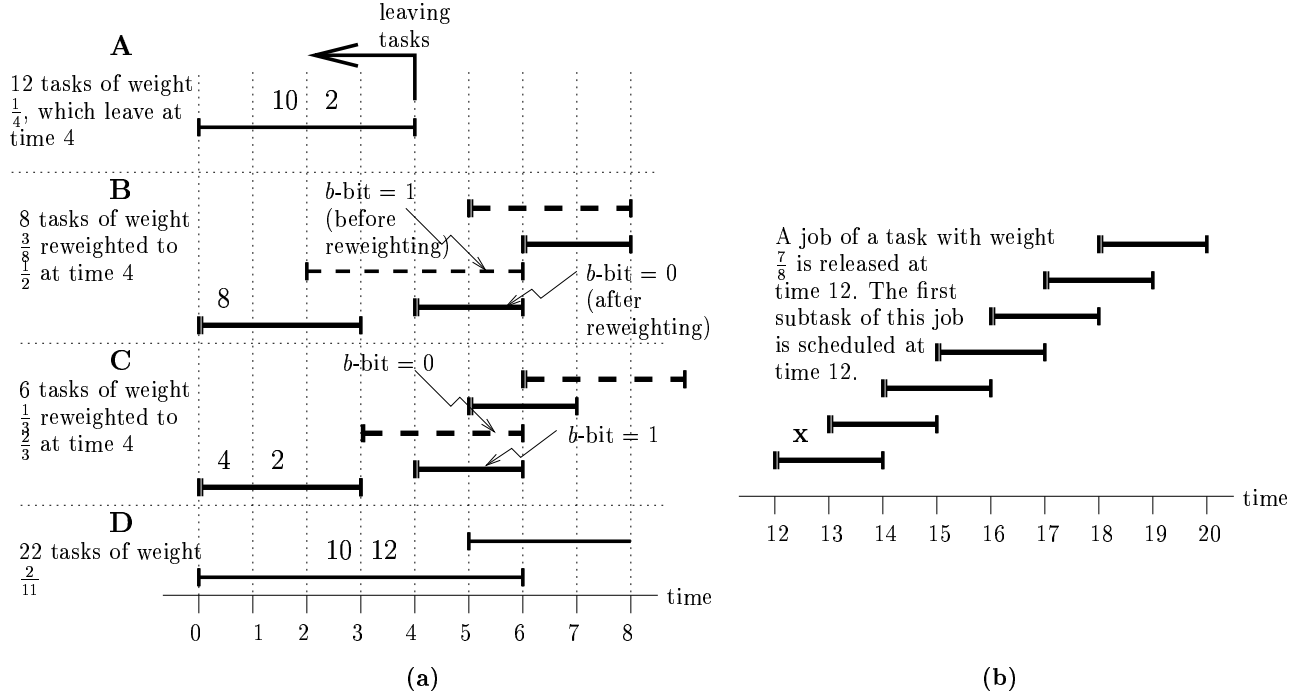 leaving
tasks
A
12 tasks of weight
1/4, which leave at
time 4
10 2
B
8 tasks of weight
3/8 reweighted to
1/2 at time 4
b-bit = 1
(before
reweighting)
b-bit = 0
(after
reweighting)
8
C
6 tasks of weight
1/3 reweighted to
2/3 at time 4
b-bit = 0
b-bit = 1
4 2
D
22 tasks of weight
2/11
10 12
time
0 1 2 3 4 5 6 7 8
(a)
A job of a task with weight
7/8 is released at
time 12. The first
subtask of this job
is scheduled at
time 12.
x
time
12 13 14 15 16 17 18 19 20
(b)